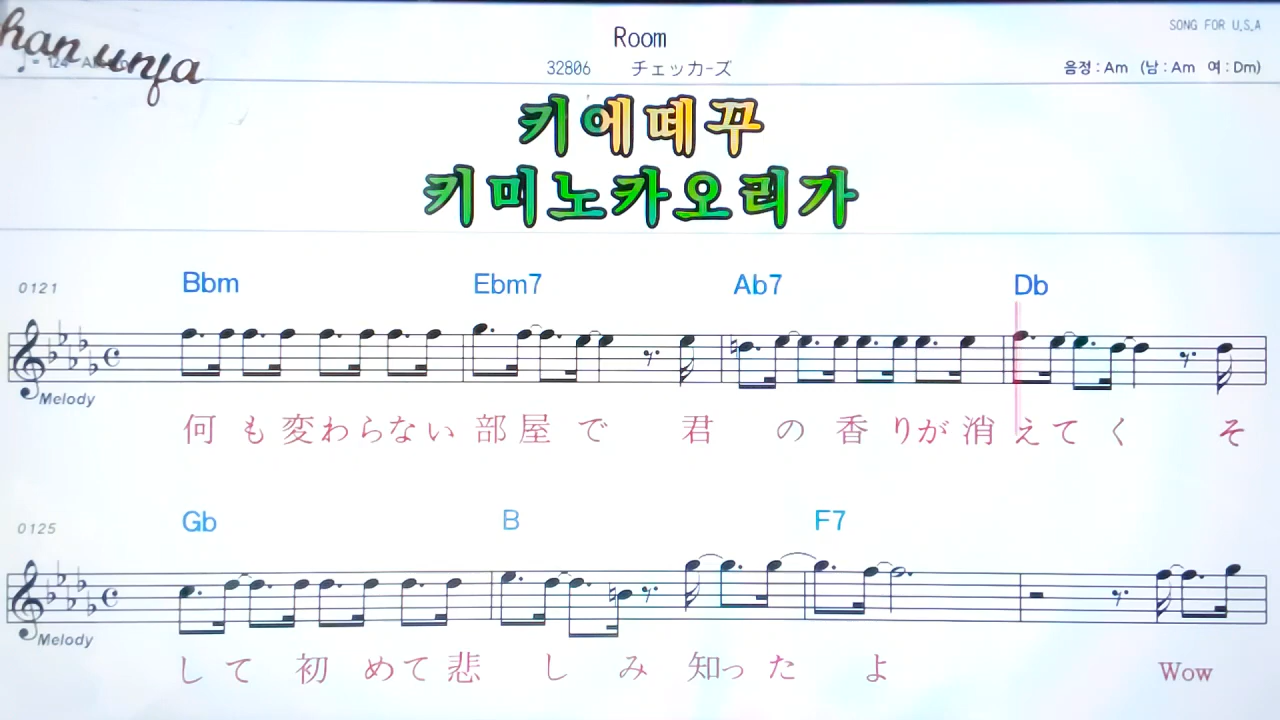 han unja
SONG FOR U.S.A
Room
32806 チェッカーズ
음정 : Am (남 : Am 여 : Dm)
키에떼꾸
키미노카오리가
0121 Bbm Ebm7 Ab7 Db
Melody
何も変わらない部屋で 君の香りが消えてく そ
0125 Gb B F7
Melody
して初めて悲しみ知ったよ Wow